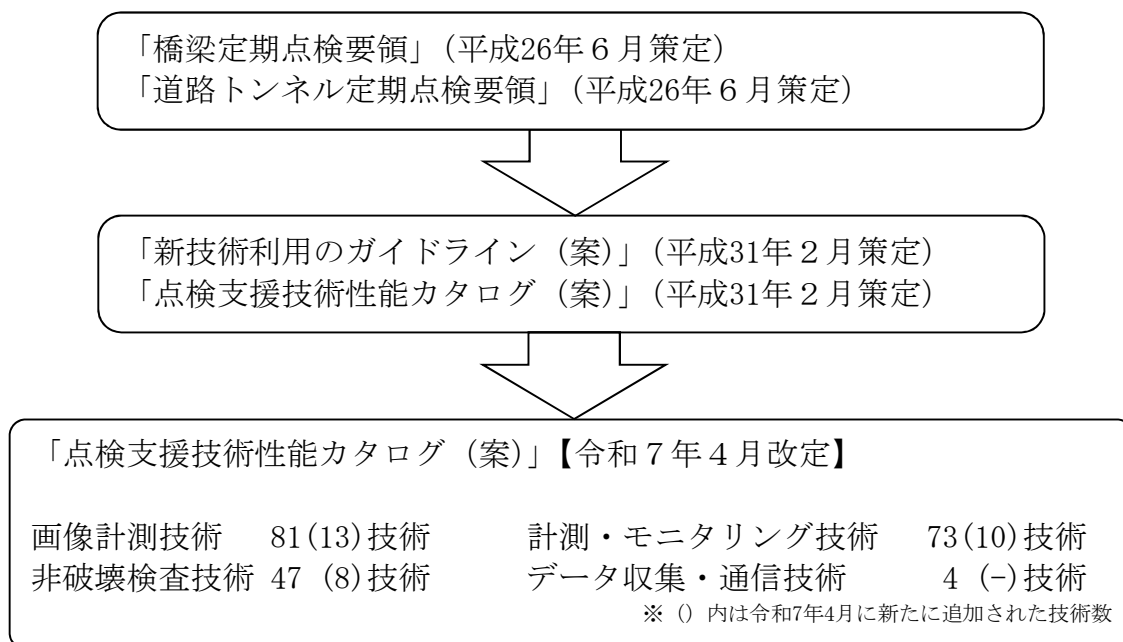 「橋梁定期点検要領」(平成26年６月策定)
「道路トンネル定期点検要領」(平成26年６月策定)
「新技術利用のガイドライン（案）」(平成31年２月策定)
「点検支援技術性能カタログ（案）」(平成31年２月策定)
「点検支援技術性能カタログ（案）」【令和７年４月改定】
画像計測技術　81(13)技術　計測・モニタリング技術　73(10)技術
非破壊検査技術 47 (8)技術　データ収集・通信技術　4 (-)技術
※ () 内は令和7年4月に新たに追加された技術数